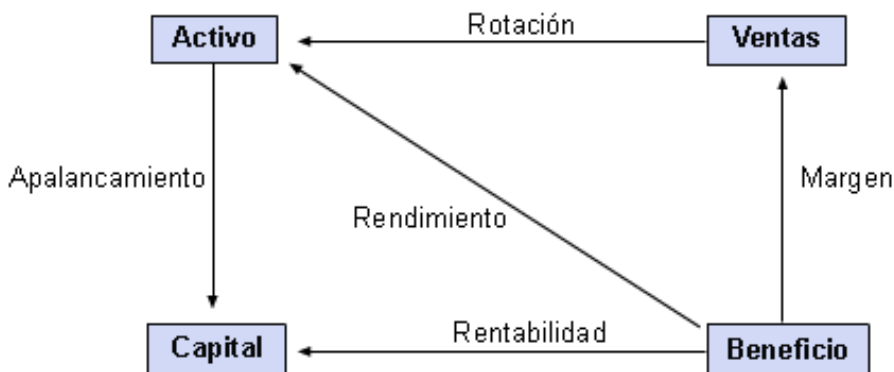 Activo
Rotación
Ventas
Apalancamiento
Margen
Rendimiento
Capital
Rentabilidad
Beneficio